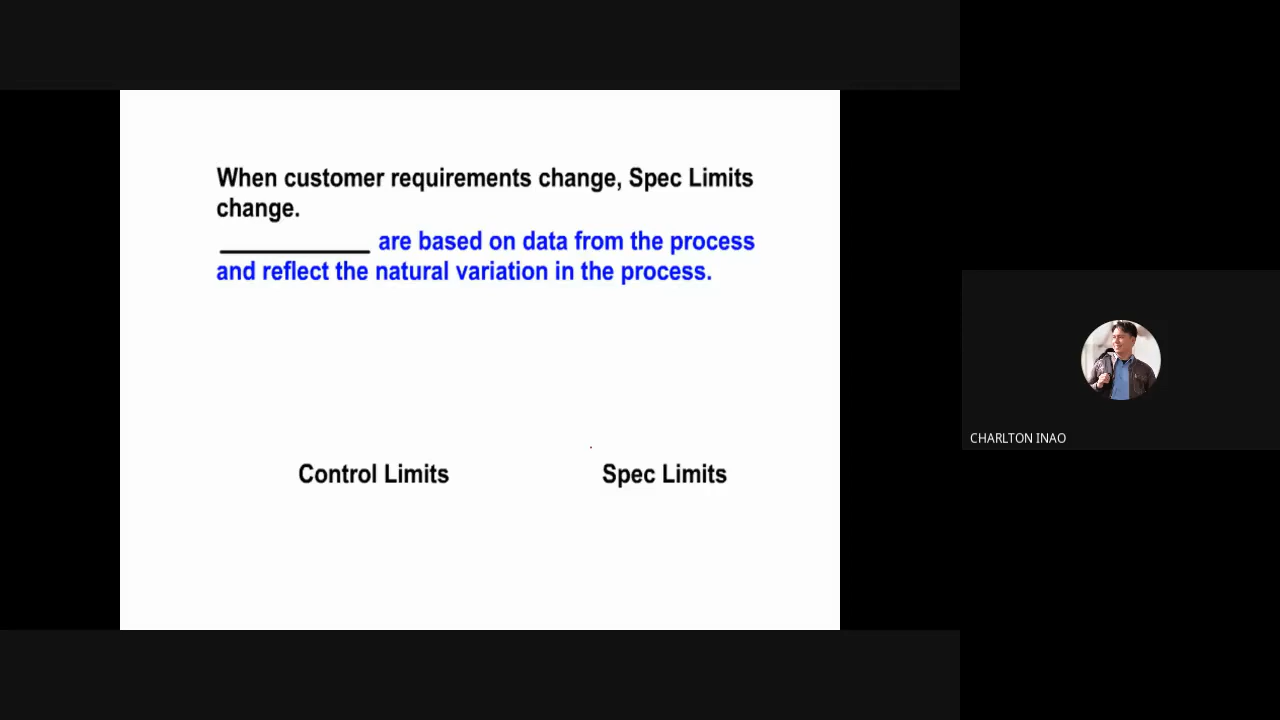 When customer requirements change, Spec Limits
change.
___________ are based on data from the process
and reflect the natural variation in the process.
Control Limits
Spec Limits
CHARLTON INAO